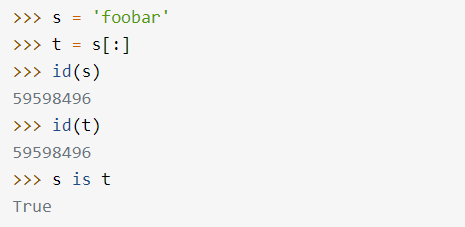 >>> s = 'foobar'
>>> t = s[:]
>>> id(s)
59598496
>>> id(t)
59598496
>>> s is t
True